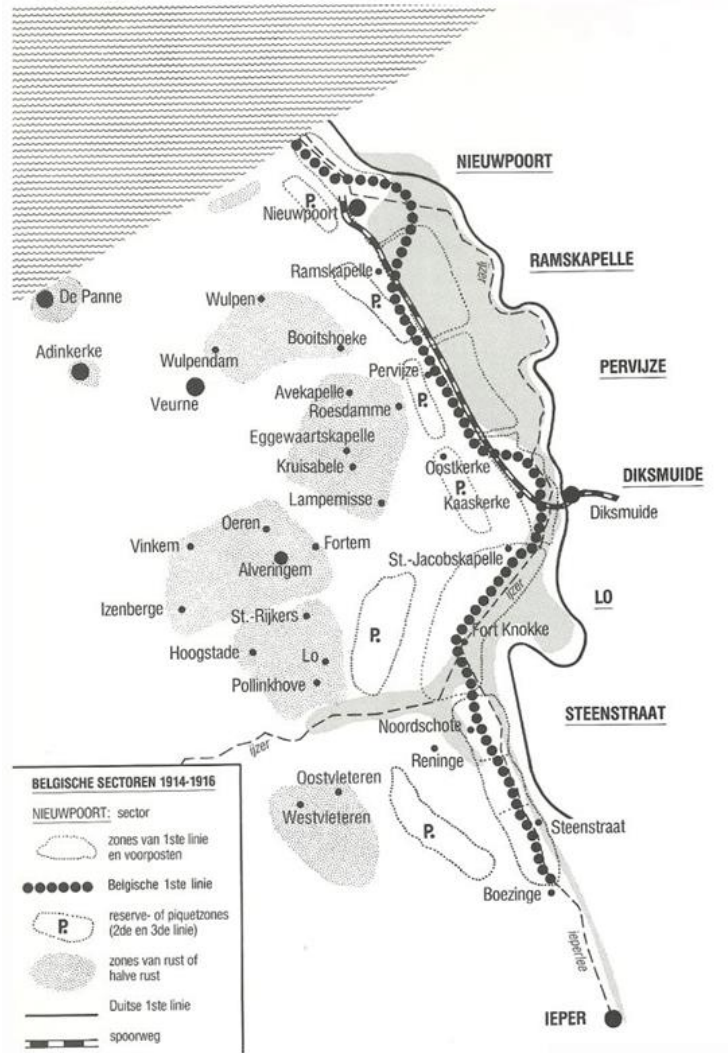 NIEUWPOORT
P.
Nieuwpoort
RAMSKAPELLE
ijzer
Ramskapelle
P.
De Panne
Wulpen
Booitshoeke
Adinkerke
Wulpendam
Veurne
Pervijze
PERVIJZE
Avekapelle
P.
Roesdamme
Eggewaartskapelle
Kruisabele
Oostkerke
P.
DIKSMUIDE
Lampernisse
Kaaskerke
Diksmuide
Oeren
Vinkem
Fortem
St.-Jacobskapelle
Alveringem
ijzer
LO
Izenberge
St.-Rijkers
P.
Fort Knokke
Hoogstade
Lo
Pollinkhove
STEENSTRAAT
Noordschote
ijzer
Reninge
Oostvleteren
Westvleteren
P.
Steenstraat
Boezinge
ieperlee
IEPER
BELGISCHE SECTOREN 1914-1916
NIEUWPOORT: sector
zones van 1ste linie
en voorposten
Belgische 1ste linie
P.
reserve- of piquetzones
(2de en 3de linie)
zones van rust of
halve rust
Duitse 1ste linie
spoorweg